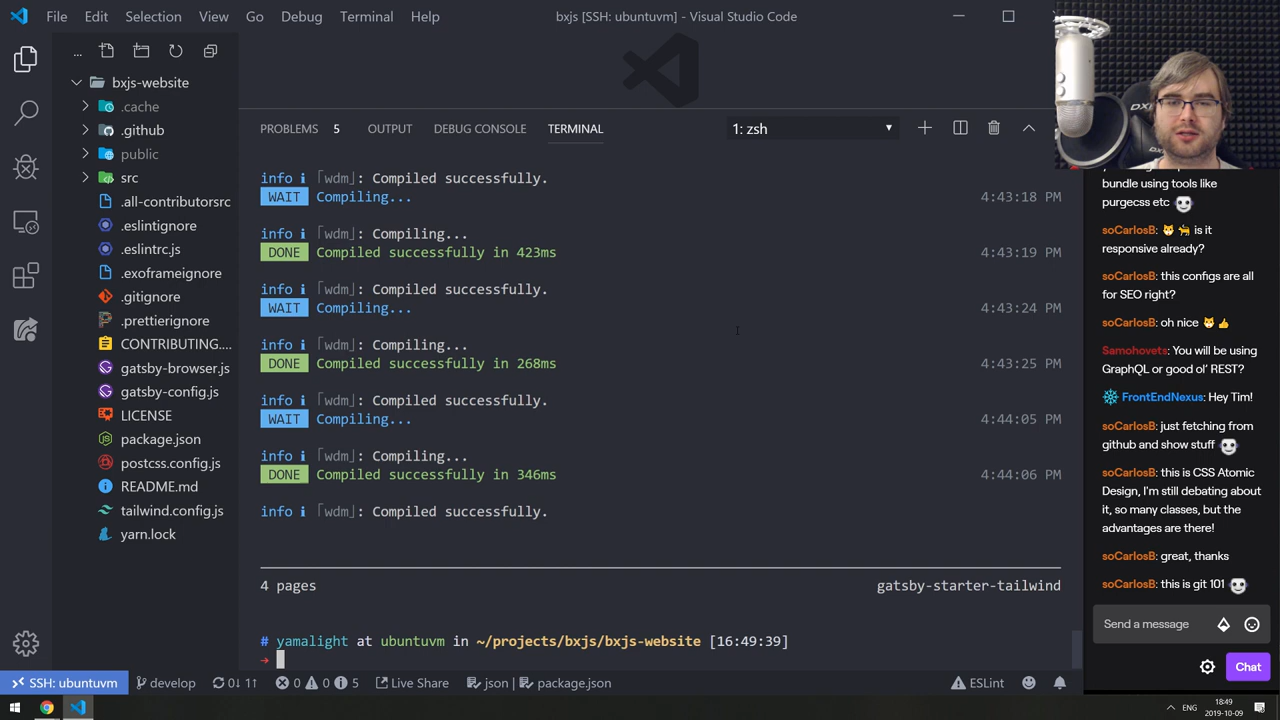 File Edit Selection View Go Debug Terminal Help
bxjs [SSH: ubuntuvm] - Visual Studio Code
...
bxjs-website
.cache
.github
public
src
.all-contributorsrc
.eslintignore
.eslintrc.js
.exoframeignore
.gitignore
.prettierignore
CONTRIBUTING....
gatsby-browser.js
gatsby-config.js
LICENSE
package.json
postcss.config.js
README.md
tailwind.config.js
yarn.lock
PROBLEMS 5 OUTPUT DEBUG CONSOLE TERMINAL 1: zsh
info ℹ ｢wdm｣: Compiled successfully.
WAIT Compiling... 4:43:18 PM
info ℹ ｢wdm｣: Compiling...
DONE Compiled successfully in 423ms 4:43:19 PM
info ℹ ｢wdm｣: Compiled successfully.
WAIT Compiling... 4:43:24 PM
info ℹ ｢wdm｣: Compiling...
DONE Compiled successfully in 268ms 4:43:25 PM
info ℹ ｢wdm｣: Compiled successfully.
WAIT Compiling... 4:44:05 PM
info ℹ ｢wdm｣: Compiling...
DONE Compiled successfully in 346ms 4:44:06 PM
info ℹ ｢wdm｣: Compiled successfully.
4 pages gatsby-starter-tailwind
# yamalight at ubuntuvm in ~/projects/bxjs/bxjs-website [16:49:39]
→
bundle using tools like
purgecss etc
soCarlosB: 🐱 🐈 is it
responsive already?
soCarlosB: this configs are all
for SEO right?
soCarlosB: oh nice 🐱 👍
Samohovets: You will be using
GraphQL or good ol’ REST?
FrontEndNexus: Hey Tim!
soCarlosB: just fetching from
github and show stuff
soCarlosB: this is CSS Atomic
Design, I'm still debating about
it, so many classes, but the
advantages are there!
soCarlosB: great, thanks
soCarlosB: this is git 101
Send a message
Chat
SSH: ubuntuvm develop 0↓ 1↑ 0 0 5 Live Share json | package.json ESLint
ENG 18:49
2019-10-09